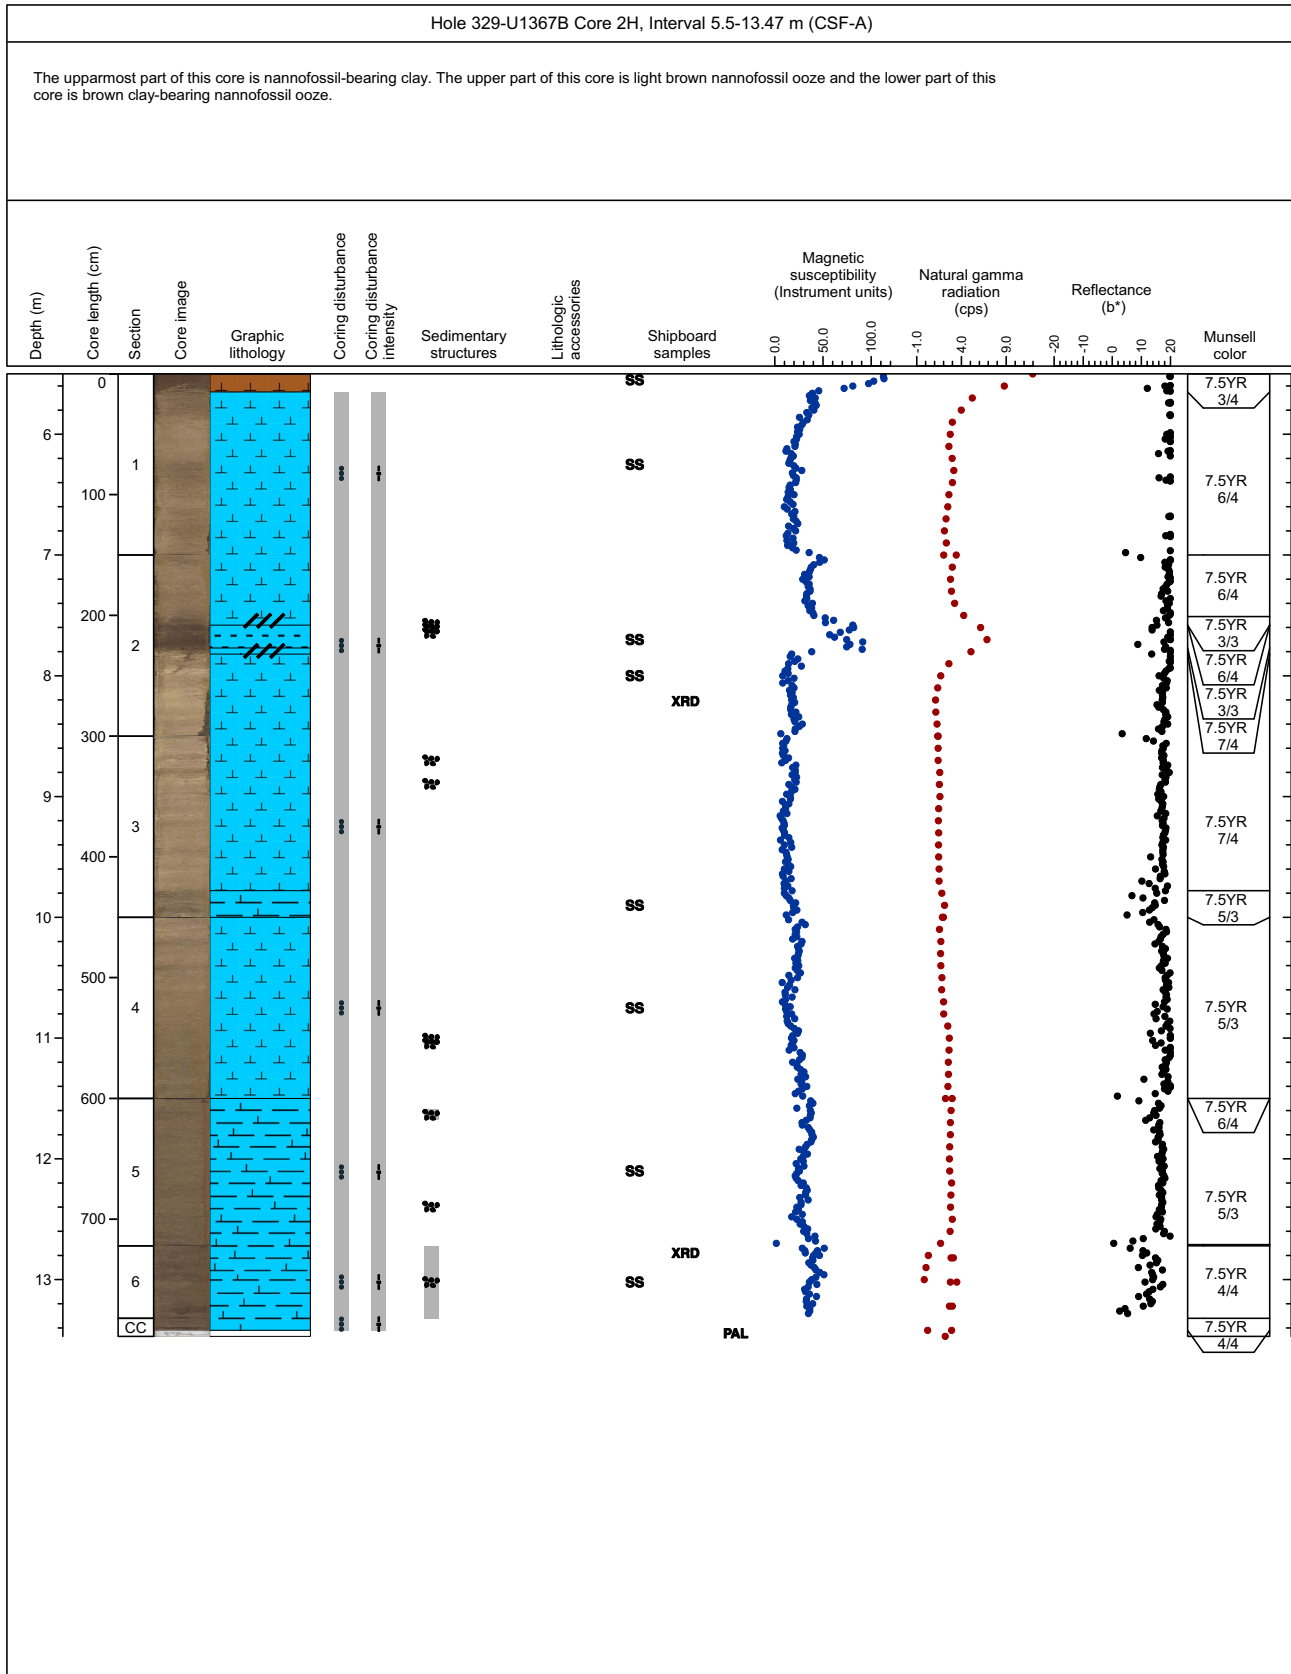 Hole 329-U1367B Core 2H, Interval 5.5-13.47 m (CSF-A)
The upparmost part of this core is nannofossil-bearing clay. The upper part of this core is light brown nannofossil ooze and the lower part of this
core is brown clay-bearing nannofossil ooze.
Depth (m)
Core length (cm)
Section
Core image
Graphic
lithology
Coring disturbance
Coring disturbance
intensity
Sedimentary
structures
Lithologic
accessories
Shipboard
samples
Magnetic
susceptibility
(Instrument units)
0.0
50.0
100.0
Natural gamma
radiation
(cps)
-1.0
4.0
9.0
Reflectance
(b*)
-20
-10
0
10
20
Munsell
color
6
7
8
9
10
11
12
13
0
100
200
300
400
500
600
700
1
2
3
4
5
6
CC
SS
SS
SS
SS
XRD
SS
SS
SS
XRD
SS
PAL
7.5YR
3/4
7.5YR
6/4
7.5YR
6/4
7.5YR
3/3
7.5YR
6/4
7.5YR
3/3
7.5YR
7/4
7.5YR
7/4
7.5YR
5/3
7.5YR
5/3
7.5YR
6/4
7.5YR
5/3
7.5YR
4/4
7.5YR
4/4